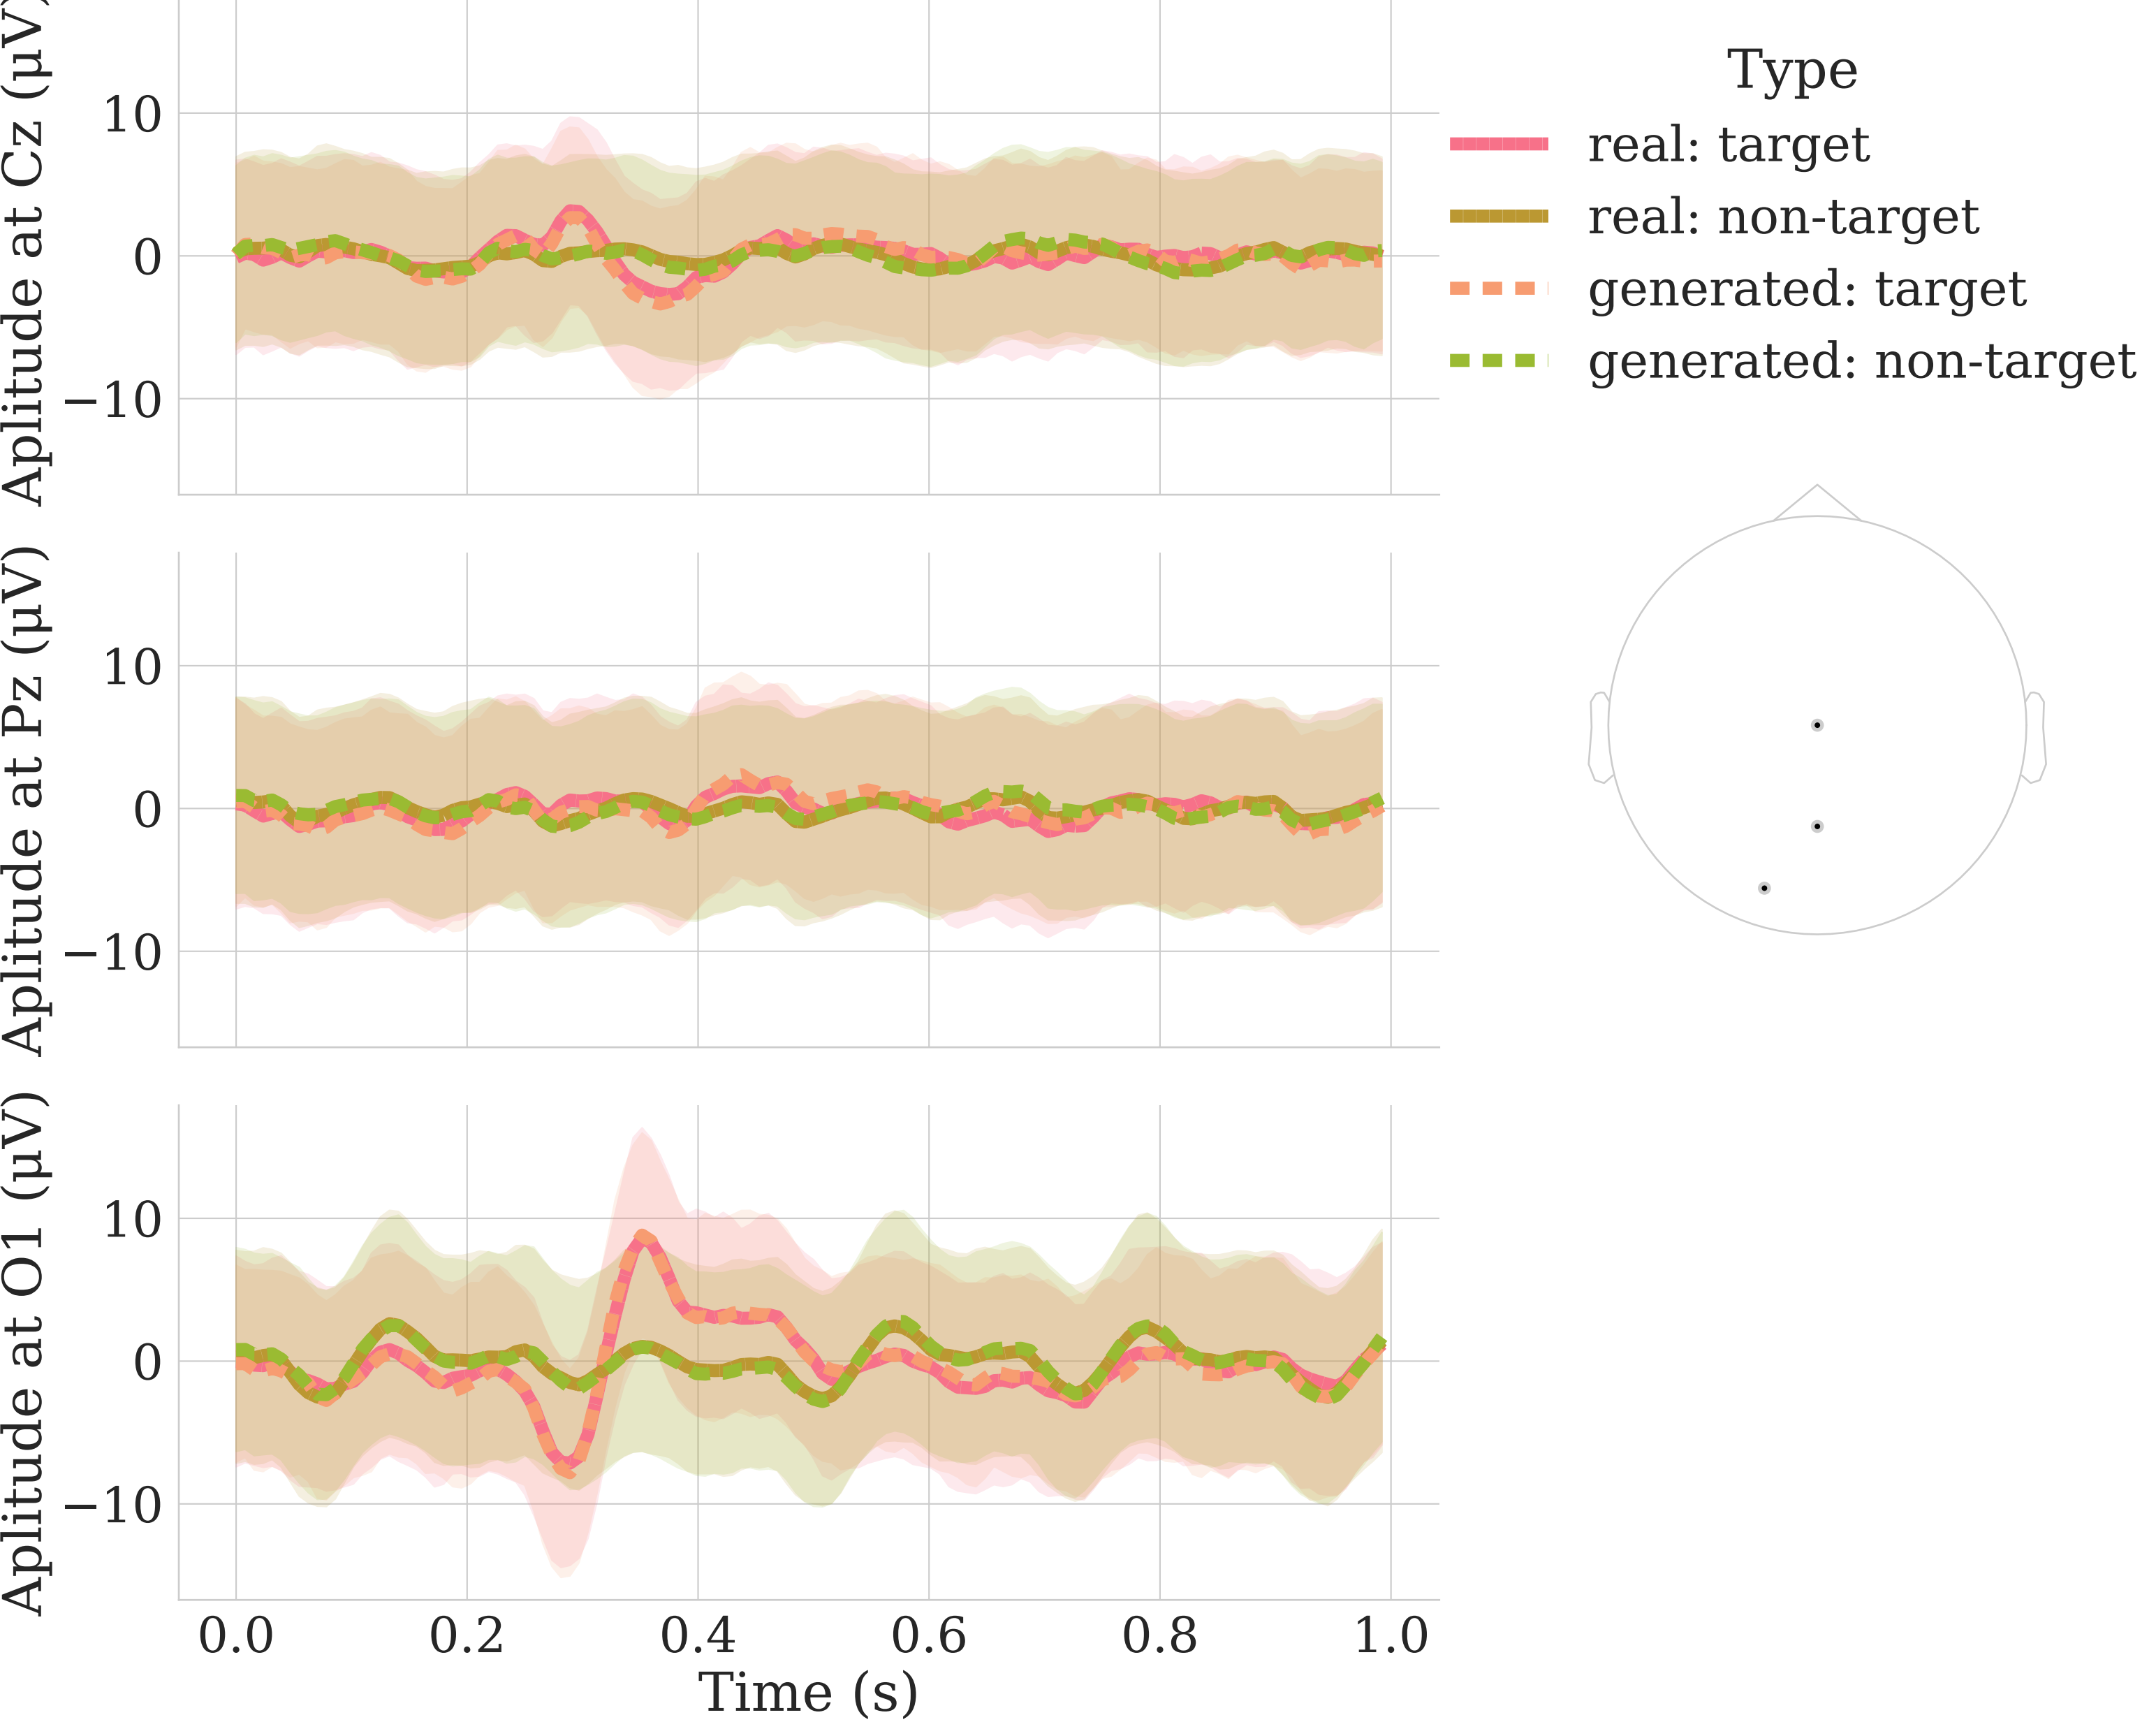 Aplitude at Cz (µV)
10
0
−10
Type
real: target
real: non-target
generated: target
generated: non-target
Aplitude at Pz (µV)
10
0
−10
Aplitude at O1 (µV)
10
0
−10
0.0 0.2 0.4 0.6 0.8 1.0
Time (s)